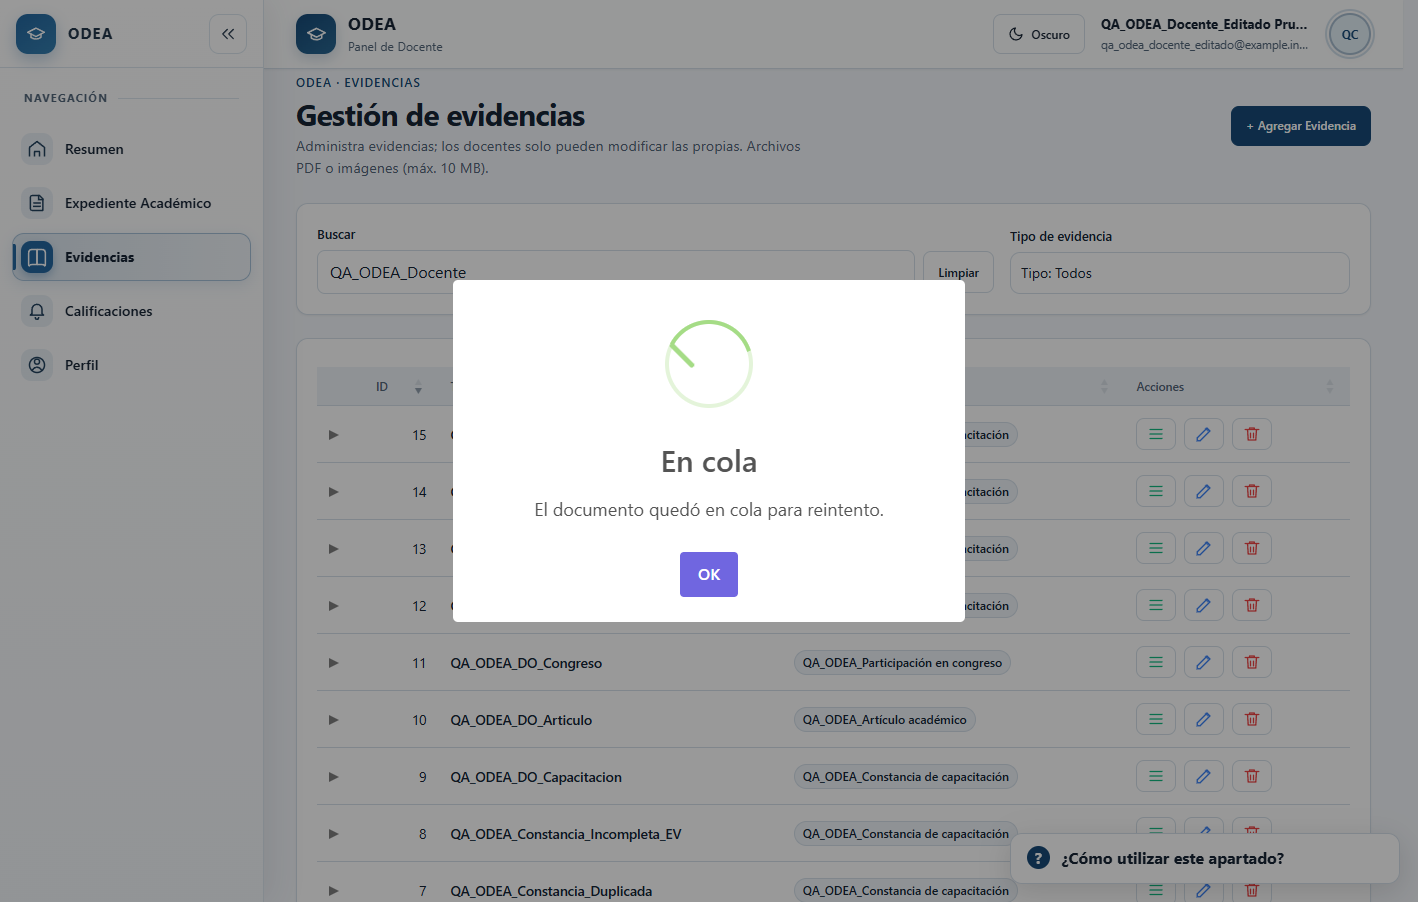 ODEA
NAVEGACIÓN
Resumen
Expediente Académico
Evidencias
Calificaciones
Perfil
ODEA
Panel de Docente
Oscuro
QA_ODEA_Docente_Editado Pru...
qa_odea_docente_editado@example.in...
QC
ODEA · EVIDENCIAS
Gestión de evidencias
Administra evidencias; los docentes solo pueden modificar las propias. Archivos
PDF o imágenes (máx. 10 MB).
+ Agregar Evidencia
Buscar
QA_ODEA_Docente
Limpiar
Tipo de evidencia
Tipo: Todos
En cola
El documento quedó en cola para reintento.
OK
ID
Acciones
15
14
13
12
11 QA_ODEA_DO_Congreso QA_ODEA_Participación en congreso
10 QA_ODEA_DO_Articulo QA_ODEA_Artículo académico
9 QA_ODEA_DO_Capacitacion QA_ODEA_Constancia de capacitación
8 QA_ODEA_Constancia_Incompleta_EV QA_ODEA_Constancia de capacitación
7 QA_ODEA_Constancia_Duplicada QA_ODEA_Constancia de capacitación
? ¿Cómo utilizar este apartado?